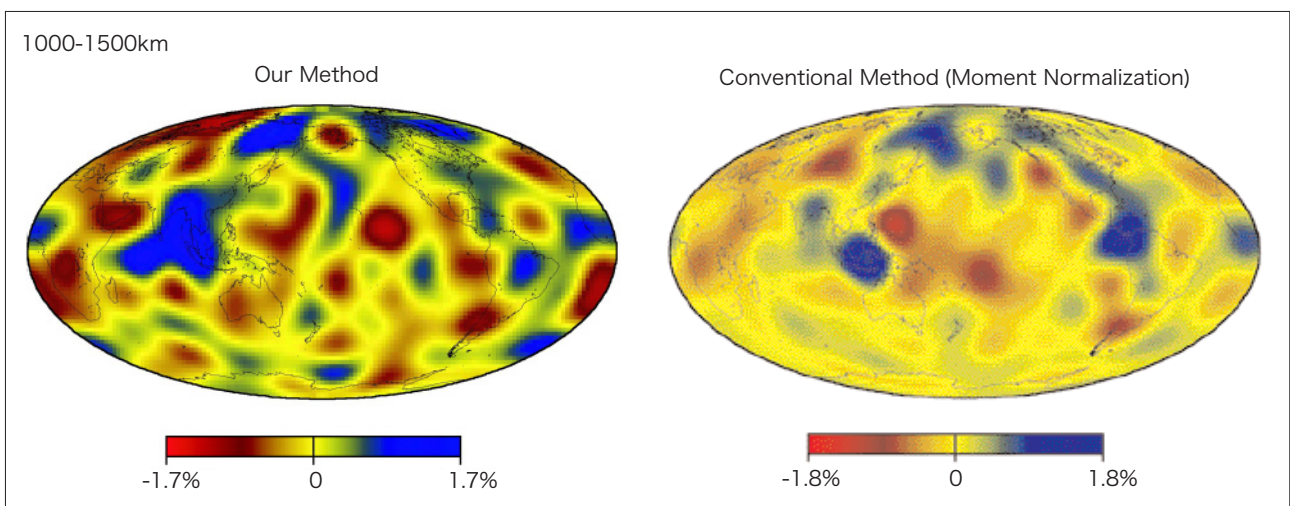 1000-1500km
Our Method
Conventional Method (Moment Normalization)
-1.7%
0
1.7%
-1.8%
0
1.8%